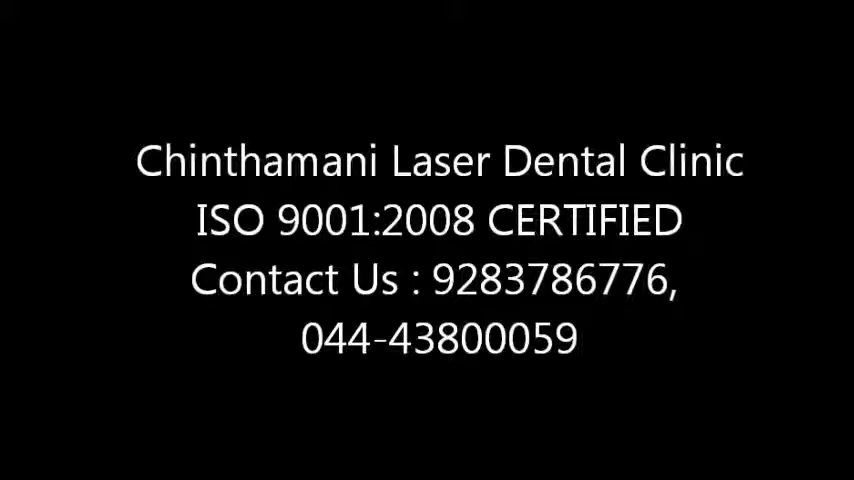 Chinthamani Laser Dental Clinic
ISO 9001:2008 CERTIFIED
Contact Us : 9283786776,
044-43800059